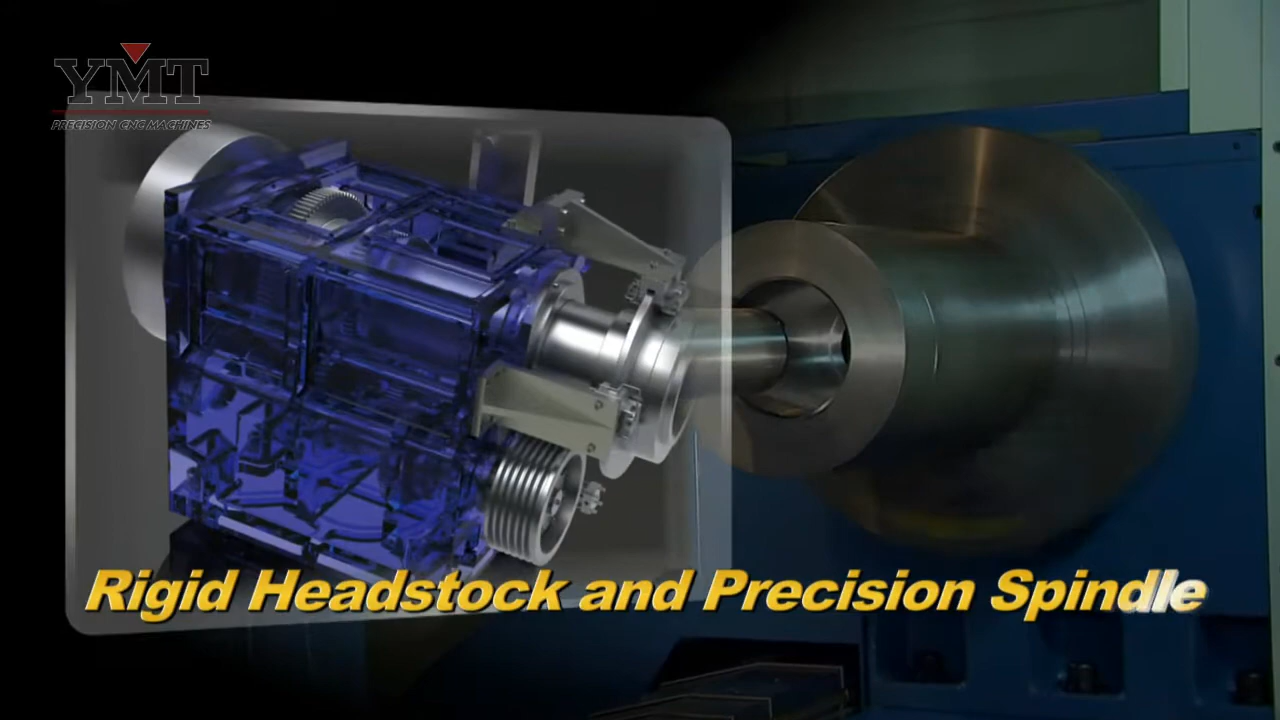 YMT
PRECISION CNC MACHINES
Rigid Headstock and Precision Spindle